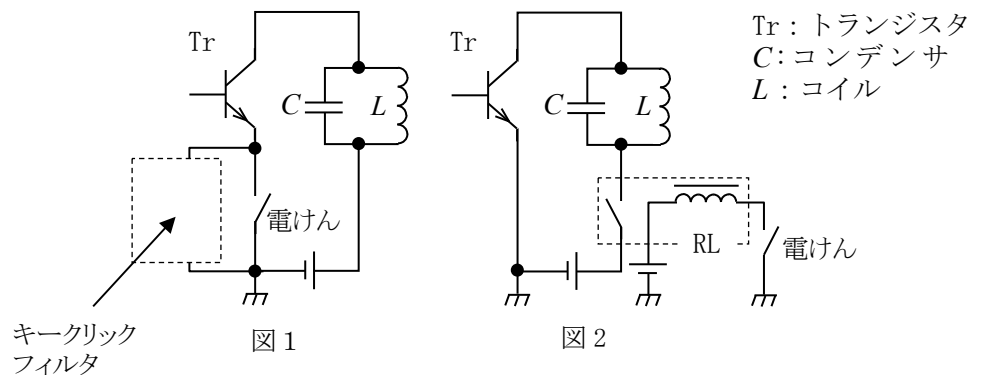 Tr
C
L
電けん
キークリック
フィルタ
図1
Tr
C
L
RL
電けん
図2
Tr：トランジスタ
C：コンデンサ
L：コイル